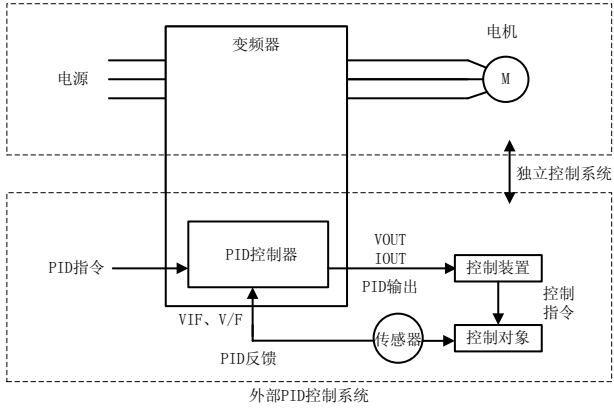 变频器
电机
电源
M
独立控制系统
PID指令
PID控制器
VOUT
IOUT
PID输出
控制装置
控制
指令
VIF、V/F
传感器
控制对象
PID反馈
外部PID控制系统